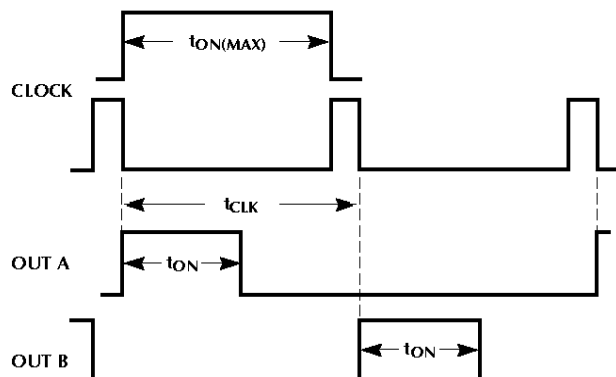 tON(MAX)
CLOCK
tCLK
OUT A
tON
OUT B
tON